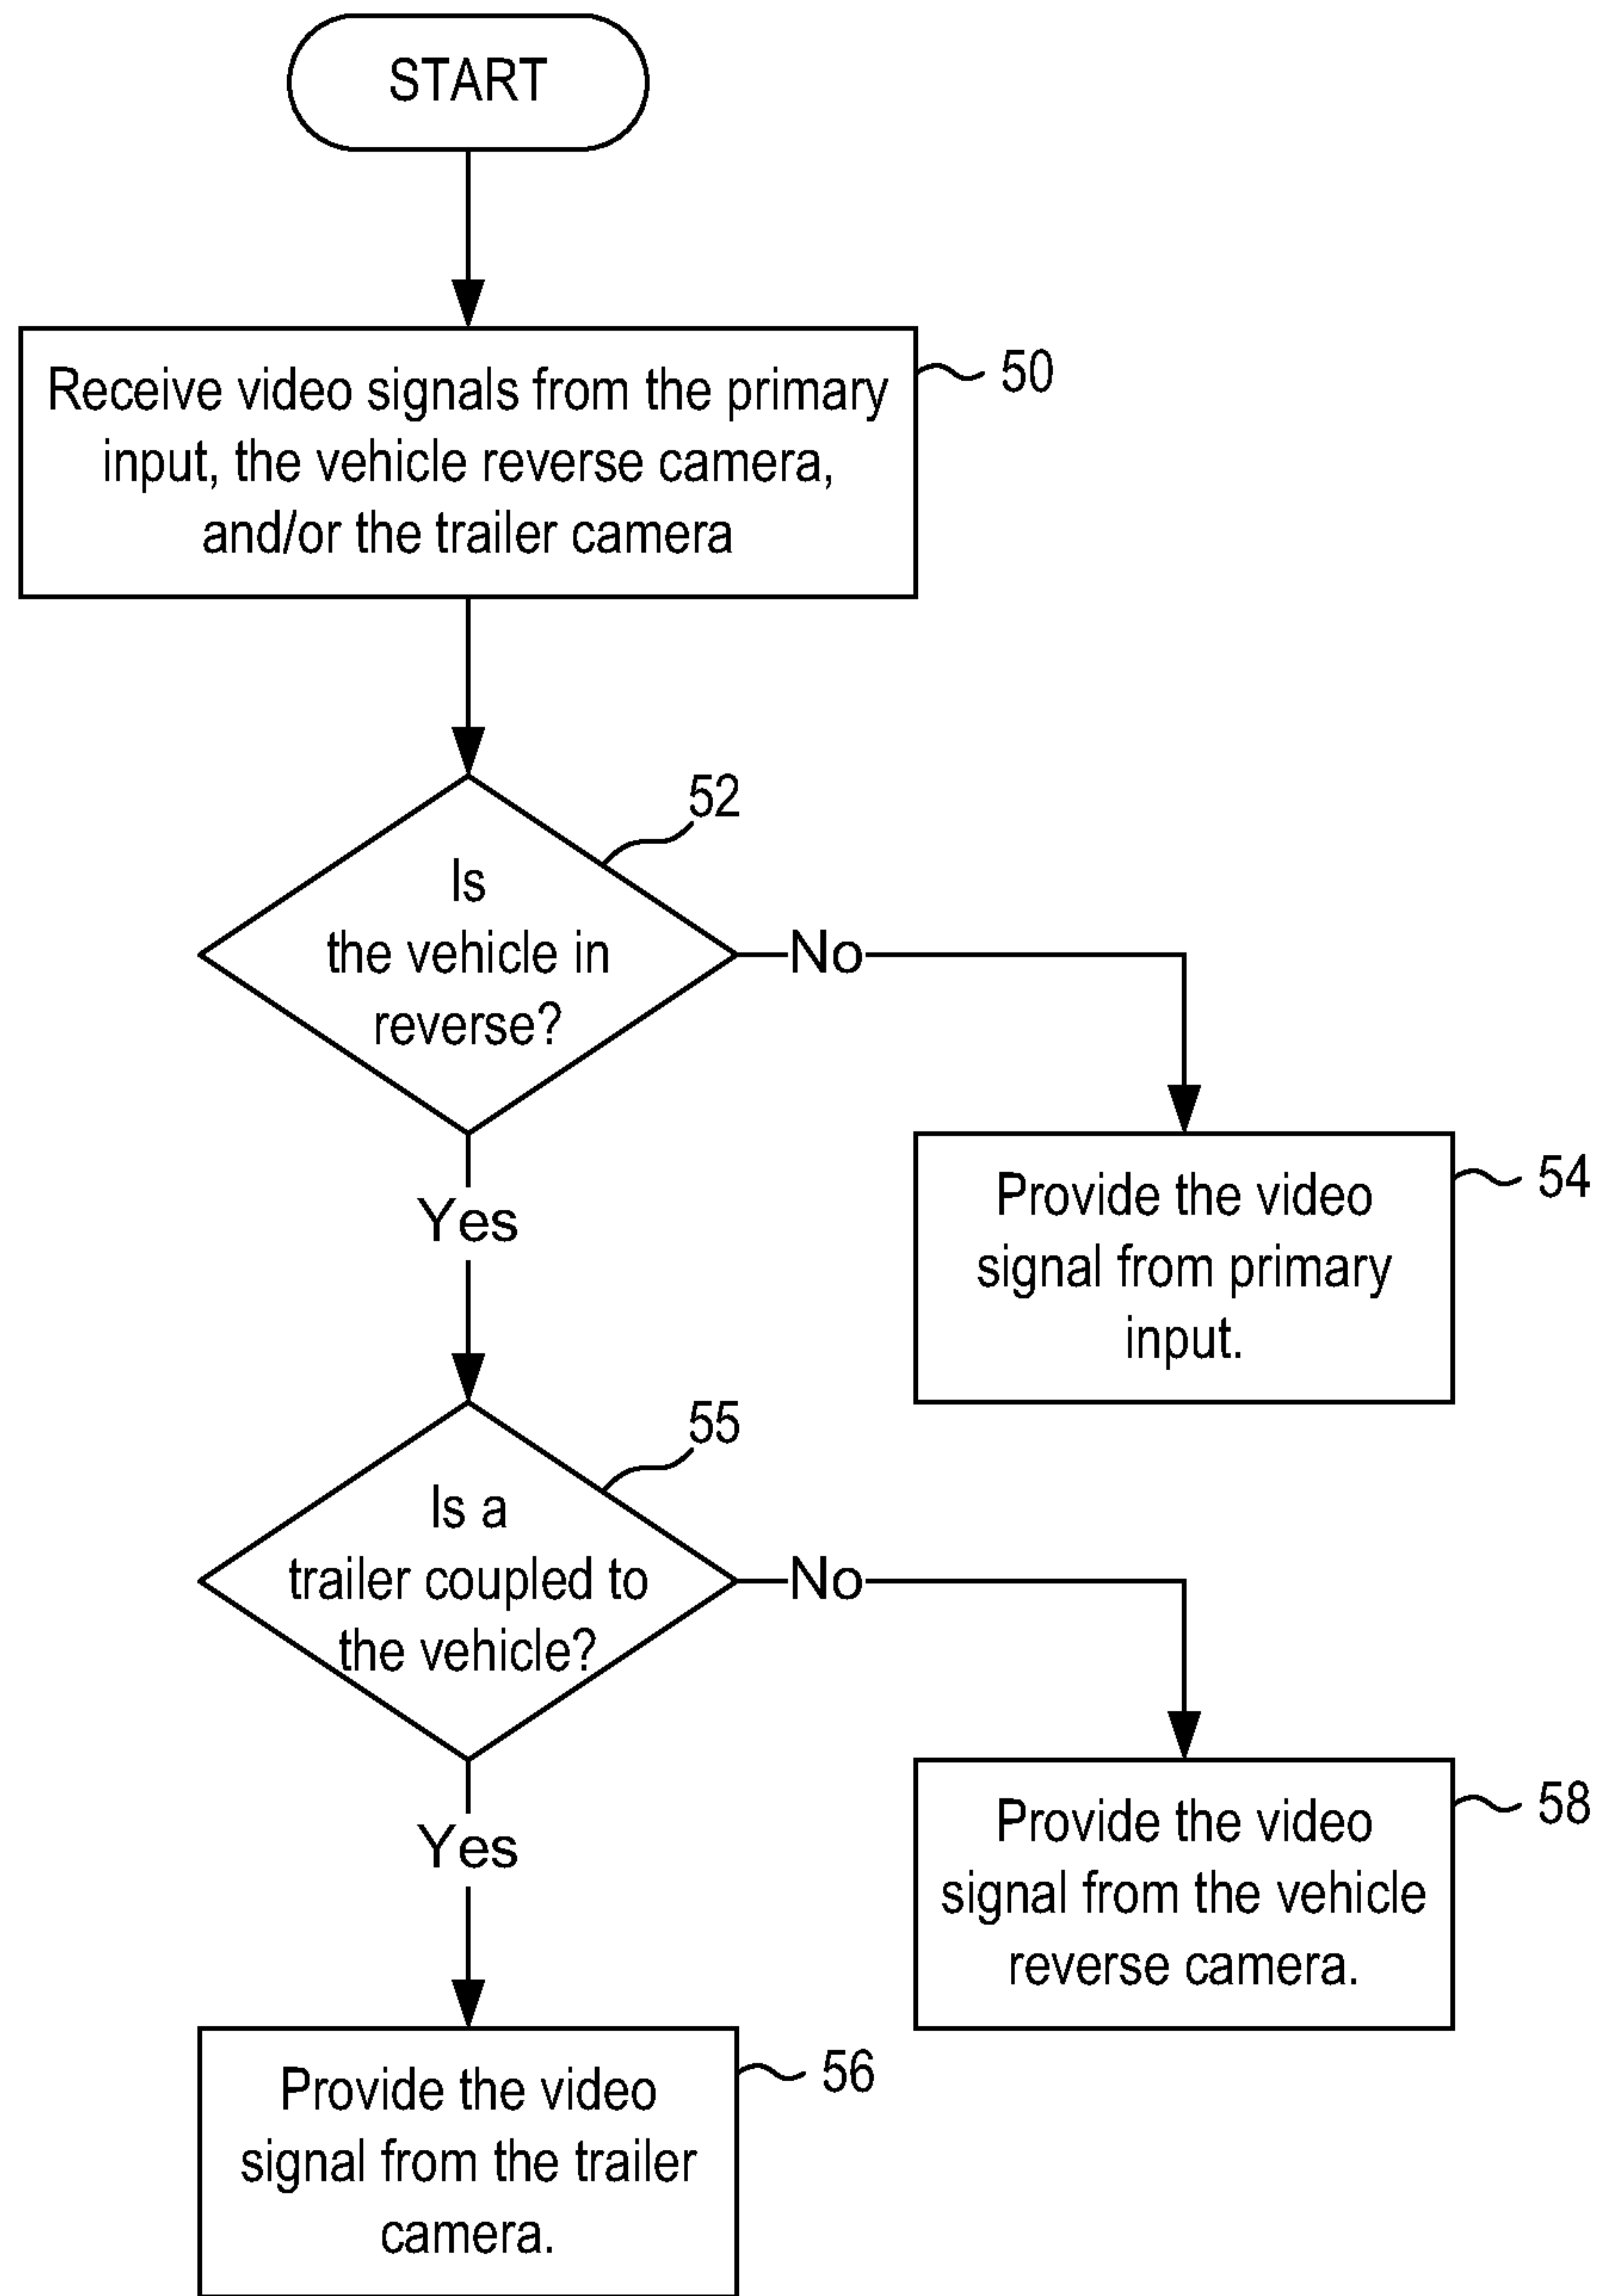 START
Receive video signals from the primary
input, the vehicle reverse camera,
and/or the trailer camera
50
52
Is
the vehicle in
reverse?
No
Yes
Provide the video
signal from primary
input.
54
55
Is a
trailer coupled to
the vehicle?
No
Yes
Provide the video
signal from the vehicle
reverse camera.
58
Provide the video
signal from the trailer
camera.
56